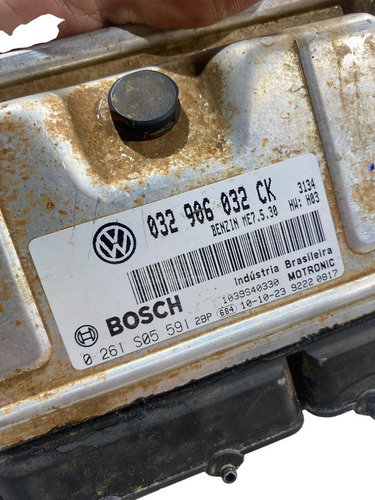 032 906 032 CK
BENZIN ME7.5.30
3134
HW: H03
Indústria Brasileira
MOTRONIC
BOSCH
1039S40330
0 261 S05 591 2BP 684 10-10-23 9222 0817